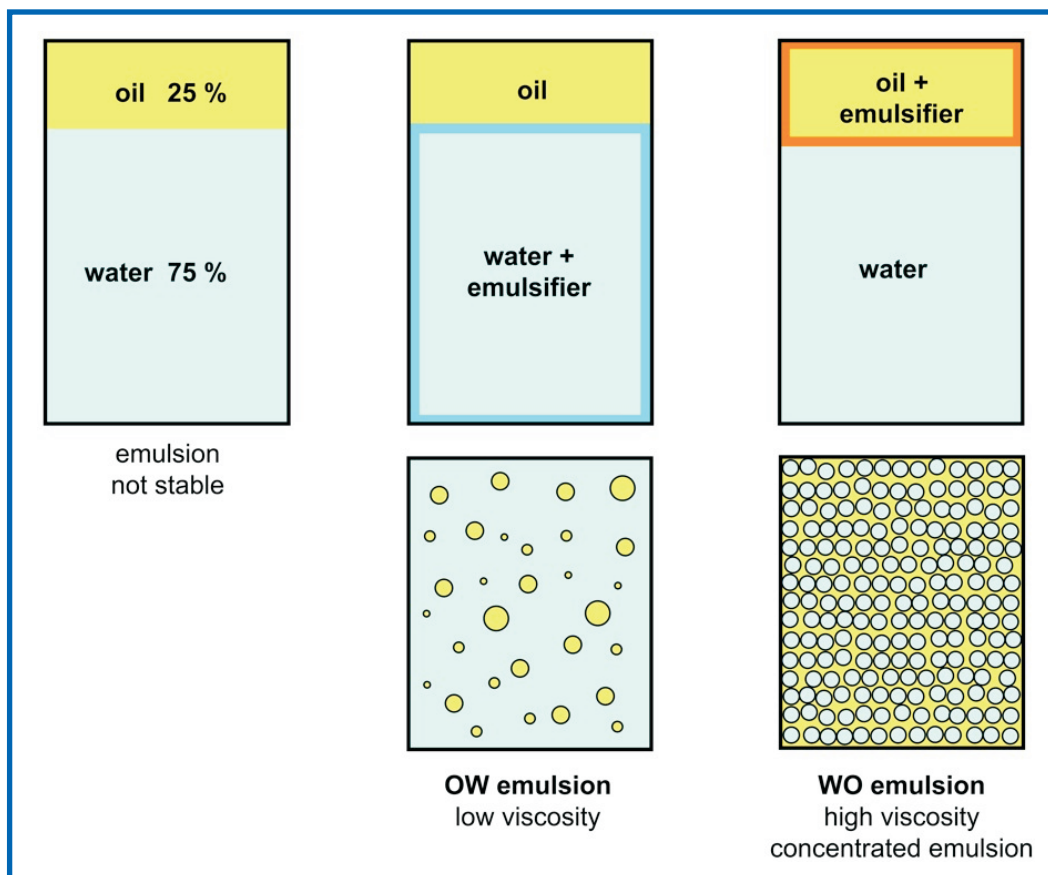 oil 25 %
water 75 %
emulsion
not stable
oil
water +
emulsifier
OW emulsion
low viscosity
oil +
emulsifier
water
WO emulsion
high viscosity
concentrated emulsion